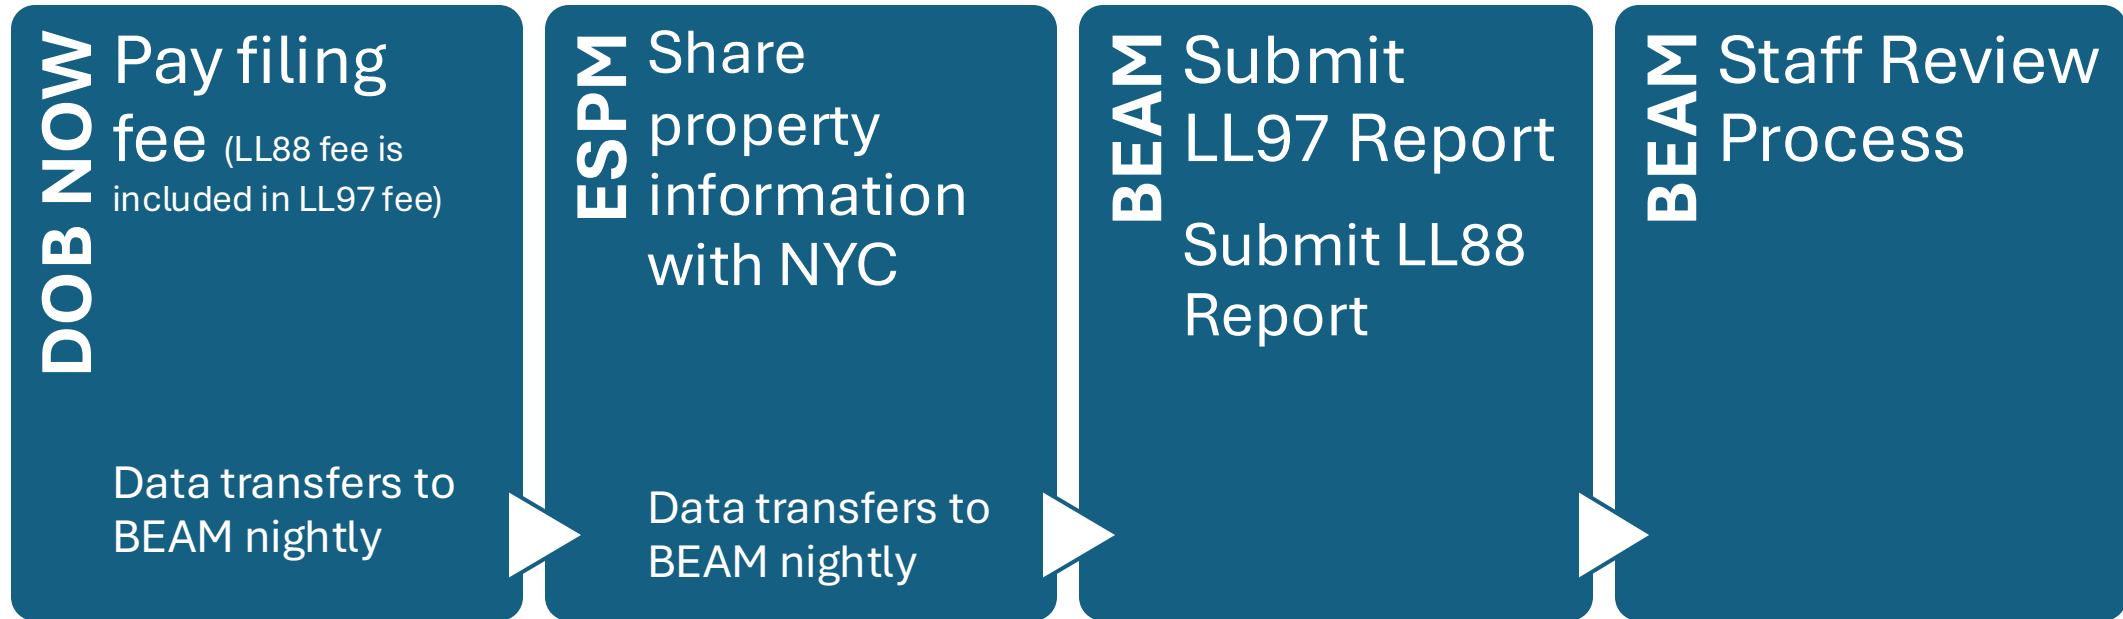 DOB NOW
Pay filing
fee (LL88 fee is
included in LL97 fee)
Data transfers to
BEAM nightly
ESPM
Share
property
information
with NYC
Data transfers to
BEAM nightly
BEAM
Submit
LL97 Report
Submit LL88
Report
BEAM
Staff Review
Process